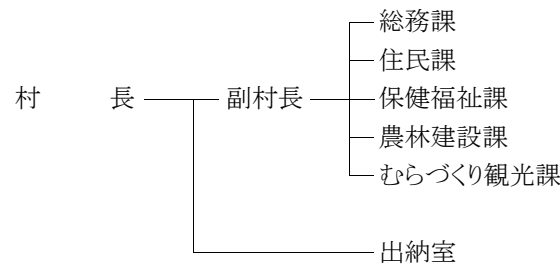 総務課
住民課
村　　　長　副村長　保健福祉課
農林建設課
むらづくり観光課
出納室